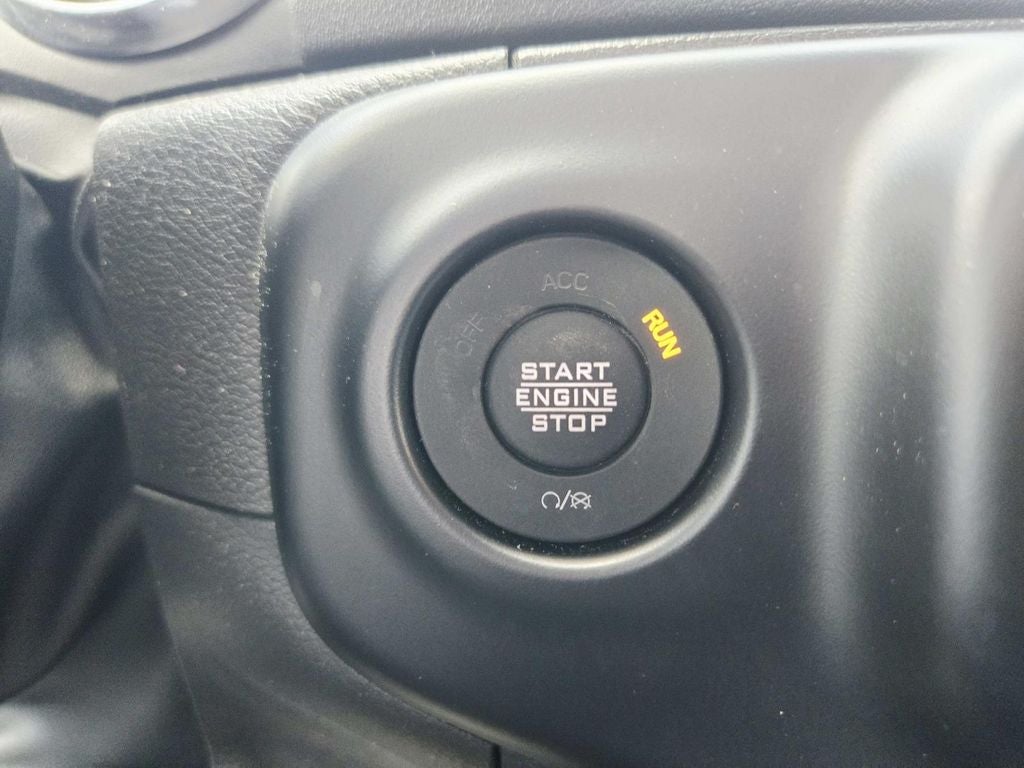 ACC
OFF
RUN
START
ENGINE
STOP